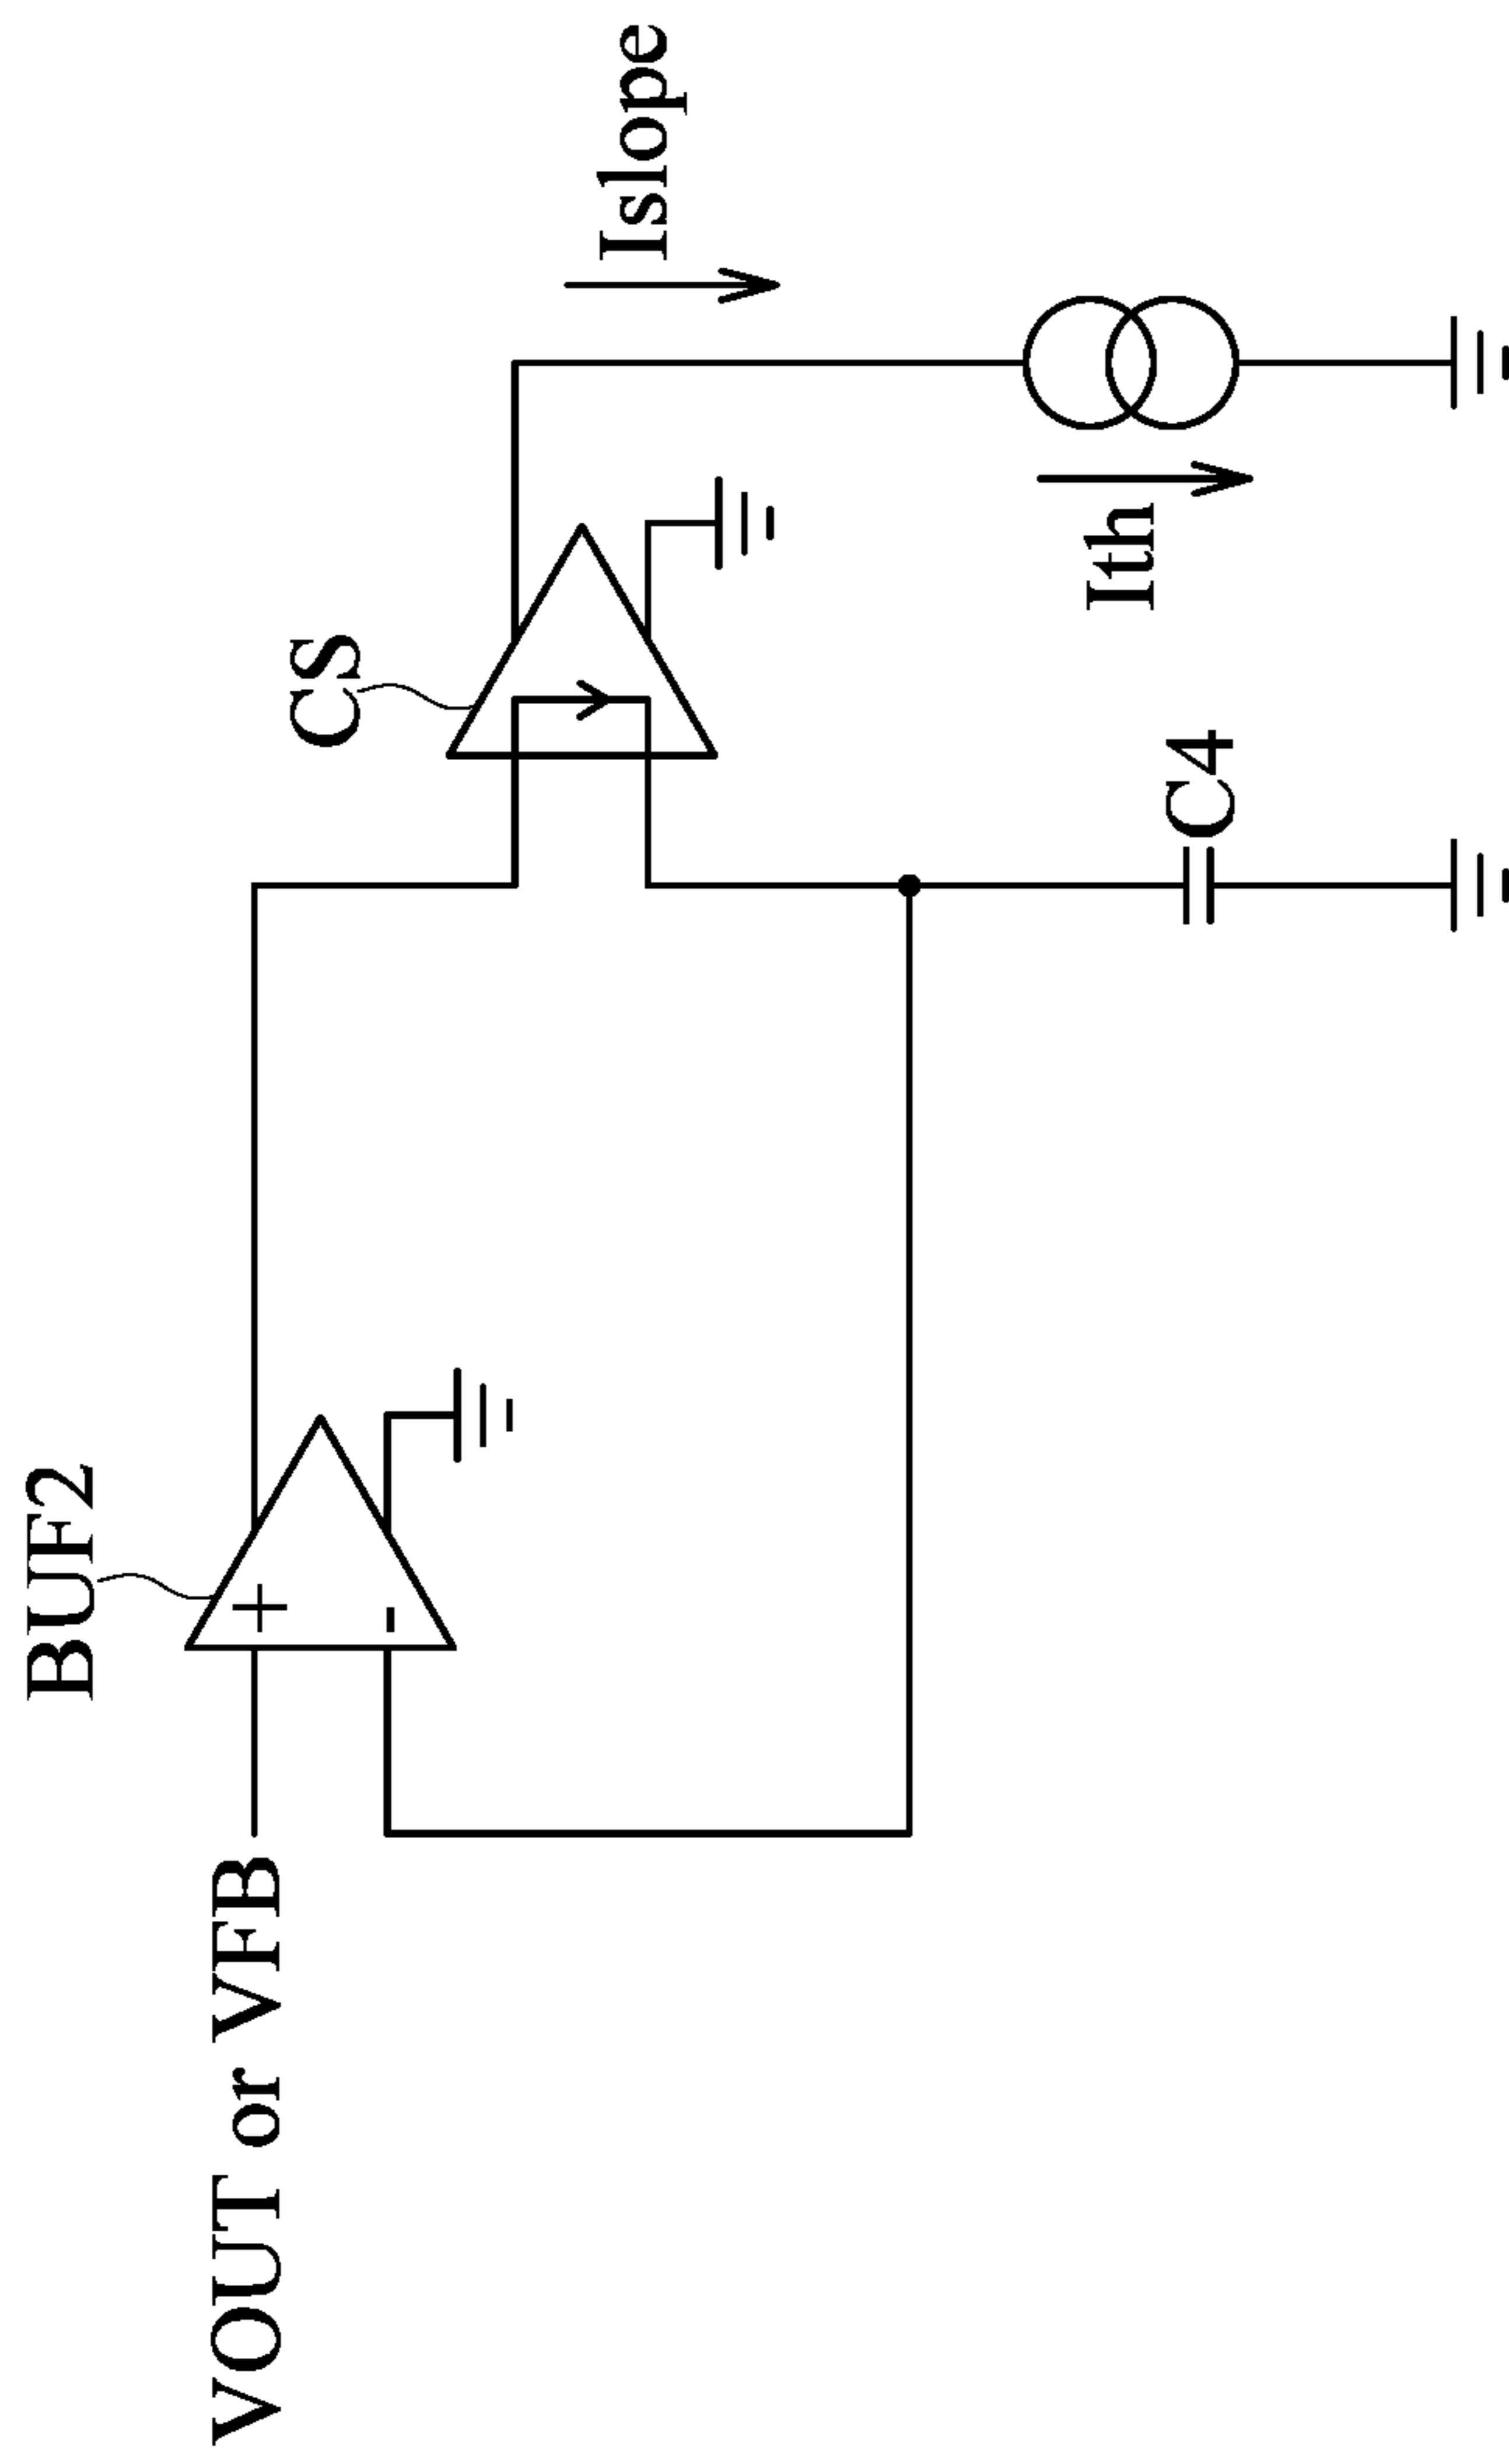 VOUT or VFB
BUF2
+
-
CS
C4
Ith
Islope